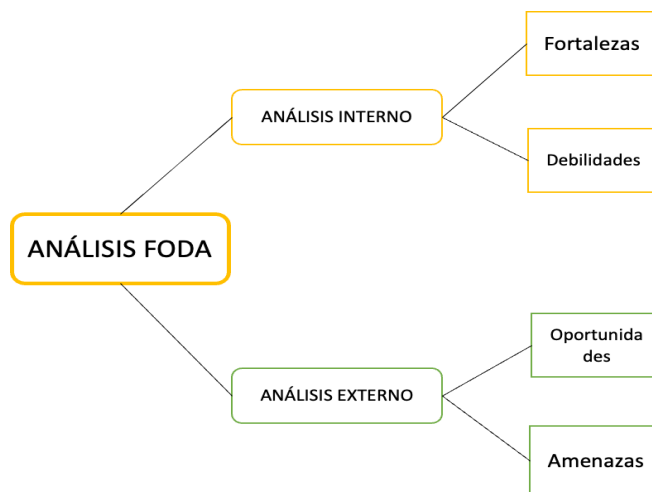 Fortalezas
ANÁLISIS INTERNO
Debilidades
ANÁLISIS FODA
Oportunida
des
ANÁLISIS EXTERNO
Amenazas